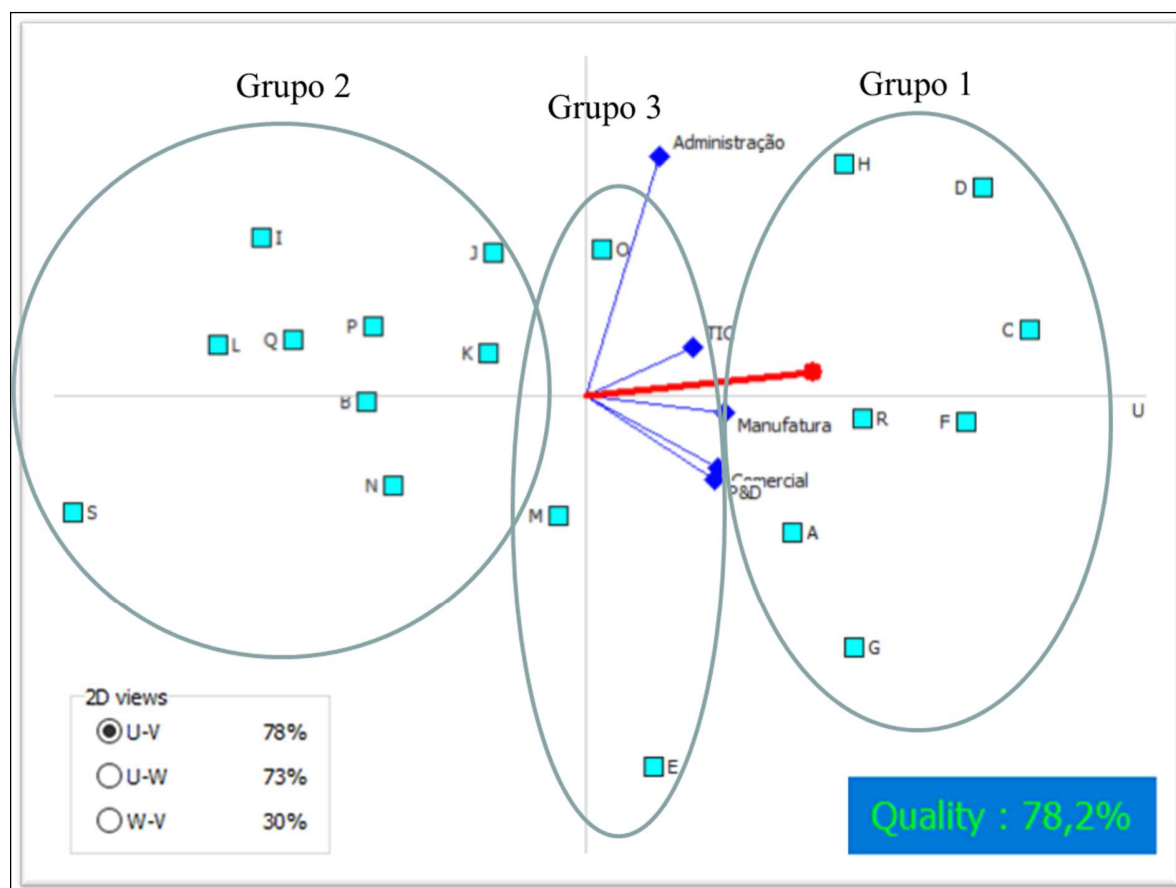 Grupo 2
Grupo 3
Grupo 1
Administração
H
D
I
J
O
TIC
C
L
Q
P
K
B
U
Manufatura
R
F
Comercial
P&D
N
S
M
A
G
E
2D views
U-V 78%
U-W 73%
W-V 30%
Quality : 78,2%